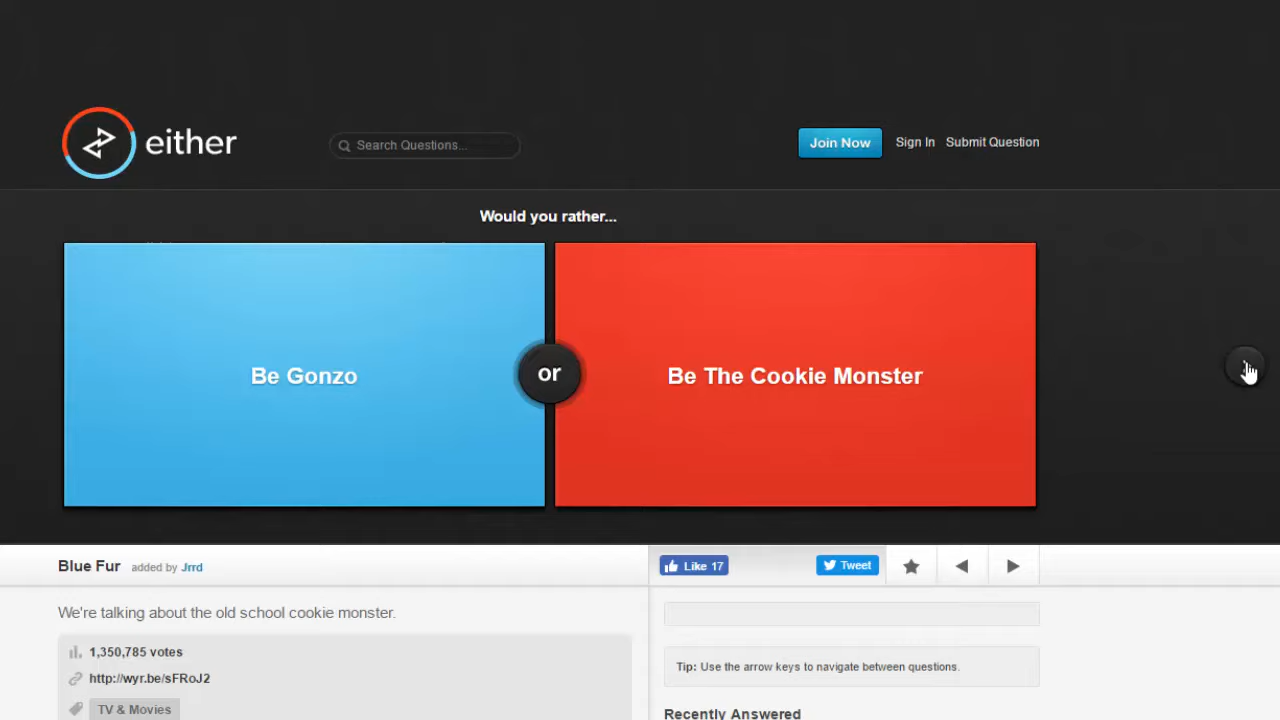 either
Search Questions...
Join Now
Sign In
Submit Question
Would you rather...
Be Gonzo
or
Be The Cookie Monster
Blue Fur added by Jrrd
Like 17
Tweet
We're talking about the old school cookie monster.
1,350,785 votes
http://wyr.be/sFRoJ2
TV & Movies
Tip: Use the arrow keys to navigate between questions.
Recently Answered